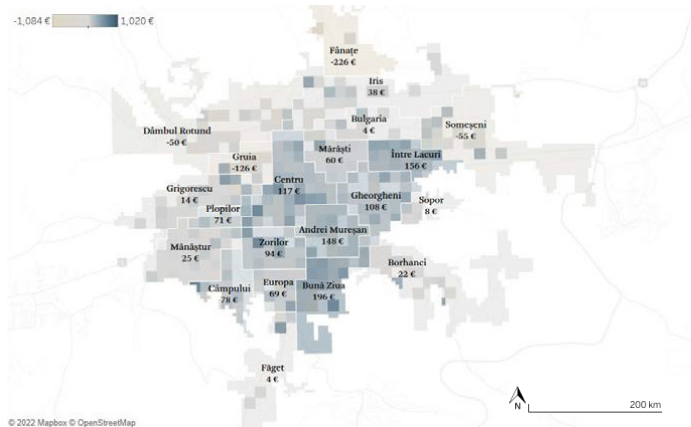 -1,084 € 1,020 €
Fânațe
-226 €
Iris
38 €
Bulgaria
4 €
Someșeni
-55 €
Dâmbul Rotund
-50 €
Mărăști
60 €
Între Lacuri
156 €
Gruia
-126 €
Centru
117 €
Grigorescu
14 €
Gheorgheni
108 €
Sopor
8 €
Plopilor
71 €
Andrei Mureșan
148 €
Mănăștur
25 €
Zorilor
94 €
Borhanci
22 €
Câmpului
78 €
Europa
69 €
Bună Ziua
196 €
Făget
4 €
N
200 km
© 2022 Mapbox © OpenStreetMap